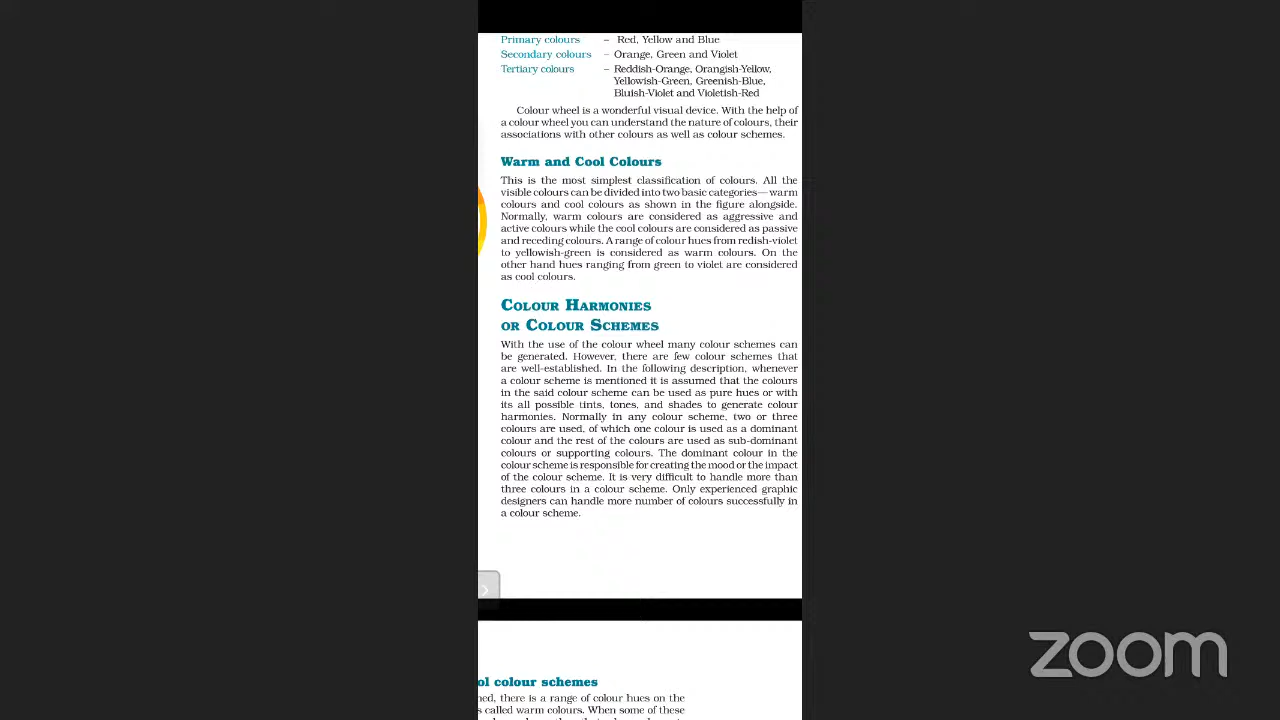 Primary colours – Red, Yellow and Blue
Secondary colours – Orange, Green and Violet
Tertiary colours – Reddish-Orange, Orangish-Yellow,
Yellowish-Green, Greenish-Blue,
Bluish-Violet and Violetish-Red
Colour wheel is a wonderful visual device. With the help of
a colour wheel you can understand the nature of colours, their
associations with other colours as well as colour schemes.
Warm and Cool Colours
This is the most simplest classification of colours. All the
visible colours can be divided into two basic categories—warm
colours and cool colours as shown in the figure alongside.
Normally, warm colours are considered as aggressive and
active colours while the cool colours are considered as passive
and receding colours. A range of colour hues from redish-violet
to yellowish-green is considered as warm colours. On the
other hand hues ranging from green to violet are considered
as cool colours.
COLOUR HARMONIES
OR COLOUR SCHEMES
With the use of the colour wheel many colour schemes can
be generated. However, there are few colour schemes that
are well-established. In the following description, whenever
a colour scheme is mentioned it is assumed that the colours
in the said colour scheme can be used as pure hues or with
its all possible tints, tones, and shades to generate colour
harmonies. Normally in any colour scheme, two or three
colours are used, of which one colour is used as a dominant
colour and the rest of the colours are used as sub-dominant
colours or supporting colours. The dominant colour in the
colour scheme is responsible for creating the mood or the impact
of the colour scheme. It is very difficult to handle more than
three colours in a colour scheme. Only experienced graphic
designers can handle more number of colours successfully in
a colour scheme.
zoom
ol colour schemes
ned, there is a range of colour hues on the
s called warm colours. When some of these